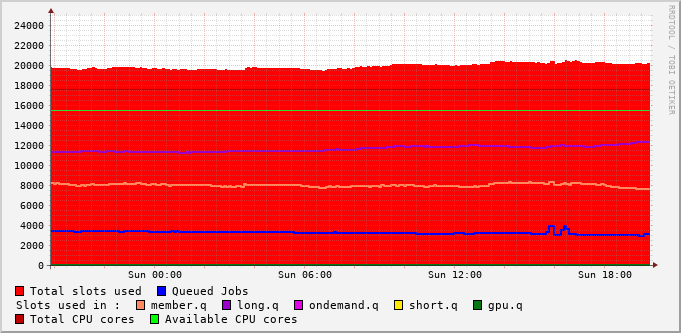 RRDTOOL / TOBI OETIKER
24000
22000
20000
18000
16000
14000
12000
10000
8000
6000
4000
2000
0
Sun 00:00 Sun 06:00 Sun 12:00 Sun 18:00
Total slots used Queued Jobs
Slots used in : member.q long.q ondemand.q short.q gpu.q
Total CPU cores Available CPU cores